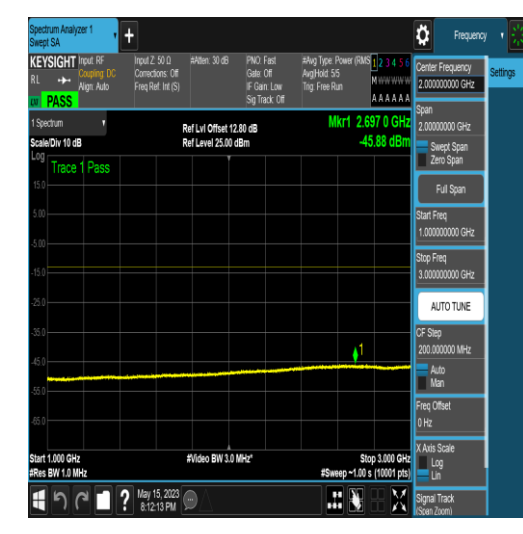 Spectrum Analyzer 1
Swept SA
+
Frequency
KEYSIGHT
RL
LXI PASS
Input: RF
Coupling: DC
Align: Auto
Input Z: 50 Ω
Corrections: Off
Freq Ref: Int (S)
#Atten: 30 dB
PNO: Fast
Gate: Off
IF Gain: Low
Sig Track: Off
#Avg Type: Power (RMS)
Avg|Hold: 5/5
Trig: Free Run
1 2 3 4 5 6
M W W W W W
A A A A A A
1 Spectrum
Scale/Div 10 dB
Ref Lvl Offset 12.80 dB
Ref Level 25.00 dBm
Mkr1 2.697 0 GHz
-45.88 dBm
Log
Trace 1 Pass
15.0
5.00
-5.00
-15.0
-25.0
-35.0
-45.0
-55.0
-65.0
1
Start 1.000 GHz
#Res BW 1.0 MHz
#Video BW 3.0 MHz*
Stop 3.000 GHz
#Sweep ~1.00 s (10001 pts)
May 15, 2023
8:12:13 PM
Center Frequency
2.000000000 GHz
Settings
Span
2.00000000 GHz
Swept Span
Zero Span
Full Span
Start Freq
1.000000000 GHz
Stop Freq
3.000000000 GHz
AUTO TUNE
CF Step
200.000000 MHz
Auto
Man
Freq Offset
0 Hz
X Axis Scale
Log
Lin
Signal Track
(Span Zoom)